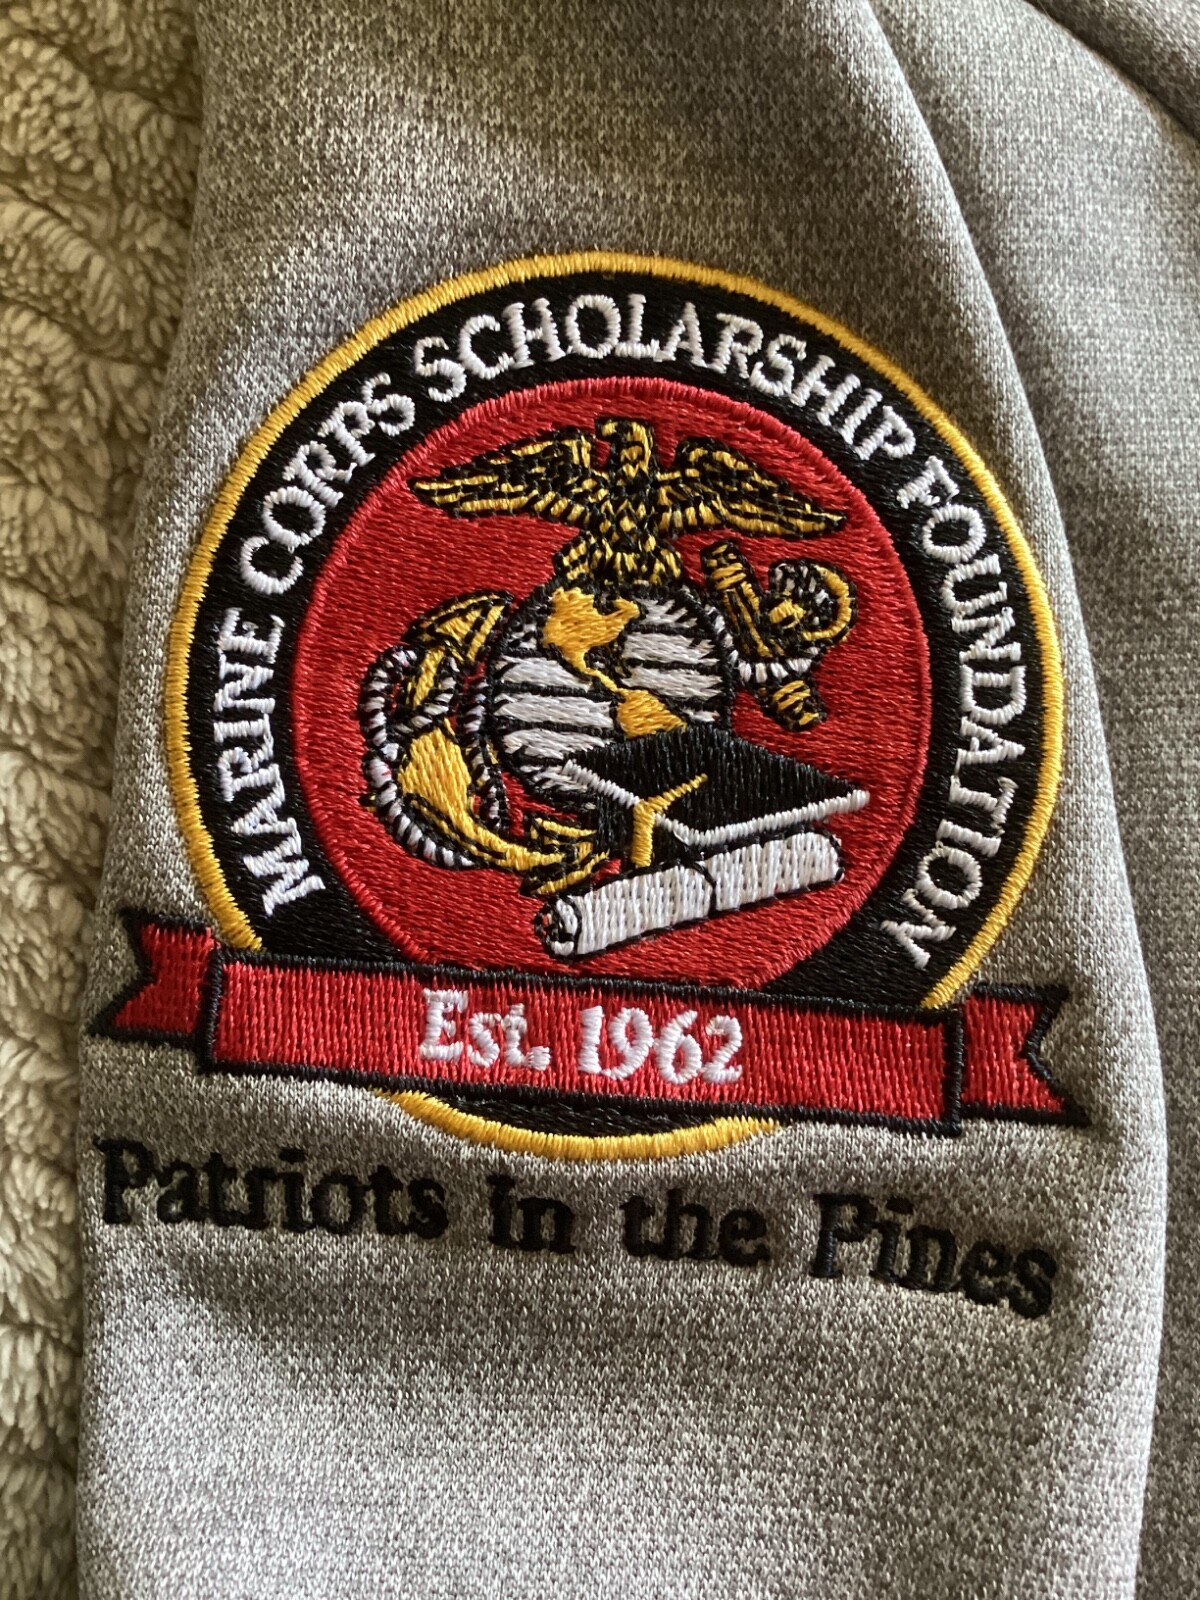 MARINE CORPS SCHOLARSHIP FOUNDATION
Est. 1962
Patriots in the Pines